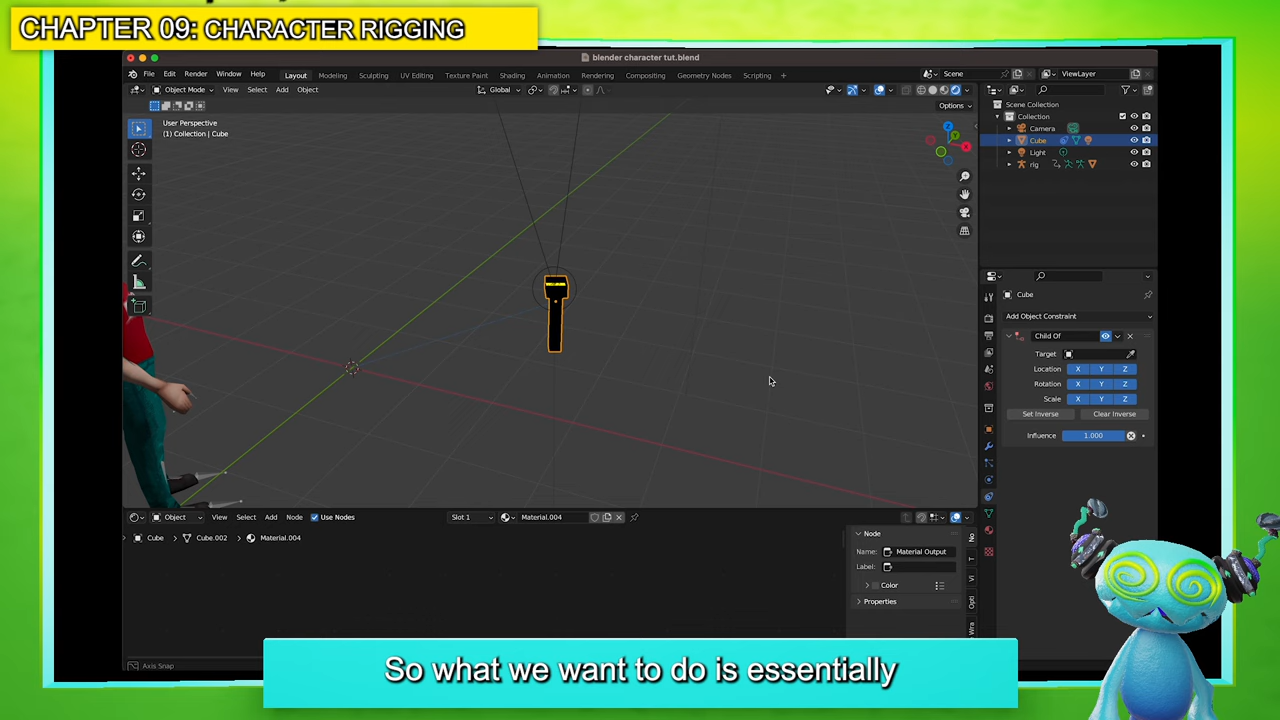 CHAPTER 09: CHARACTER RIGGING
blender character tut.blend
File Edit Render Window Help Layout Modeling Sculpting UV Editing Texture Paint Shading Animation Rendering Compositing Geometry Nodes Scripting + Scene ViewLayer
Object Mode View Select Add Object Global
Options
User Perspective
(1) Collection | Cube
Scene Collection
Collection
Camera
Cube
Light
rig
Cube
Add Object Constraint
Child Of
Target
Location X Y Z
Rotation X Y Z
Scale X Y Z
Set Inverse Clear Inverse
Influence 1.000
Object View Select Add Node Use Nodes Slot 1 Material.004
Cube > Cube.002 > Material.004
Node
Name: Material Output
Label:
Color
Properties
No
T
Vi
Opti
Wra
Axis Snap
So what we want to do is essentially